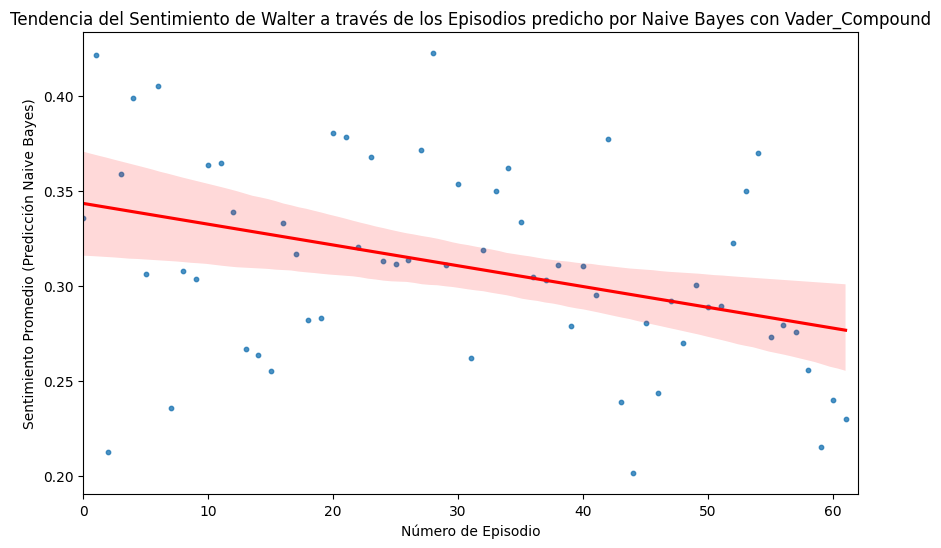 Tendencia del Sentimiento de Walter a través de los Episodios predicho por Naive Bayes con Vader_Compound
Sentimiento Promedio (Predicción Naive Bayes)
0.40
0.35
0.30
0.25
0.20
0 10 20 30 40 50 60
Número de Episodio